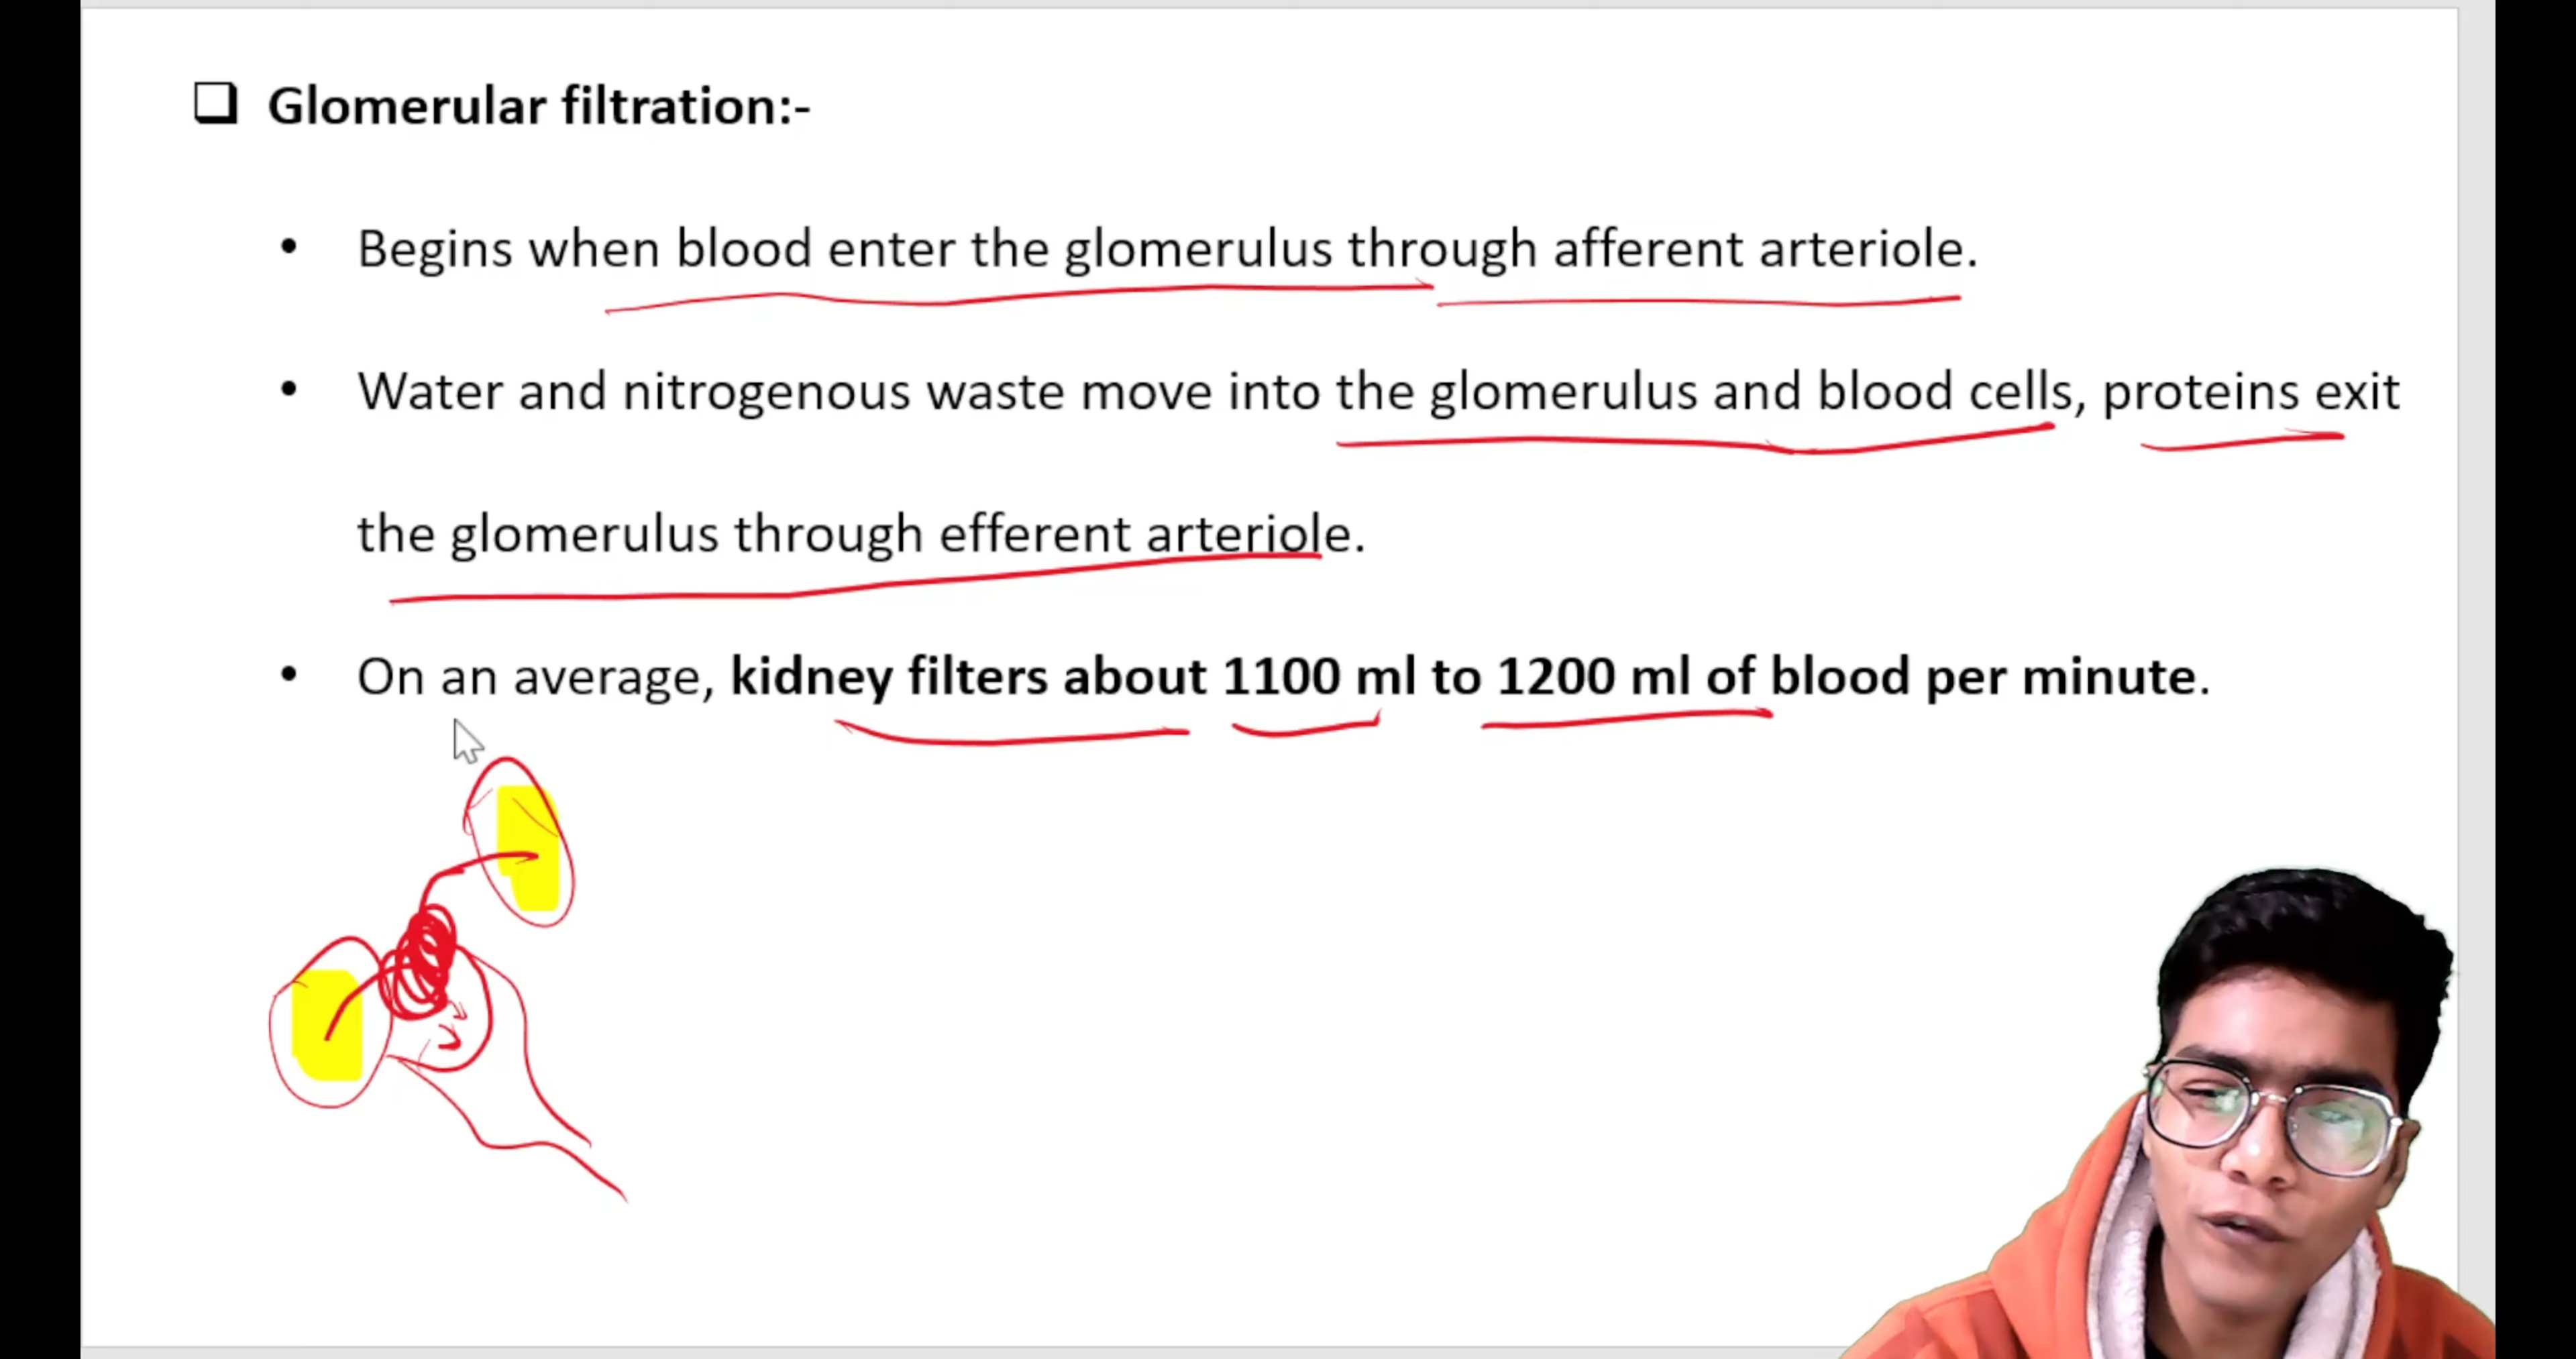 Glomerular filtration:-
Begins when blood enter the glomerulus through afferent arteriole.
Water and nitrogenous waste move into the glomerulus and blood cells, proteins exit
the glomerulus through efferent arteriole.
On an average, kidney filters about 1100 ml to 1200 ml of blood per minute.